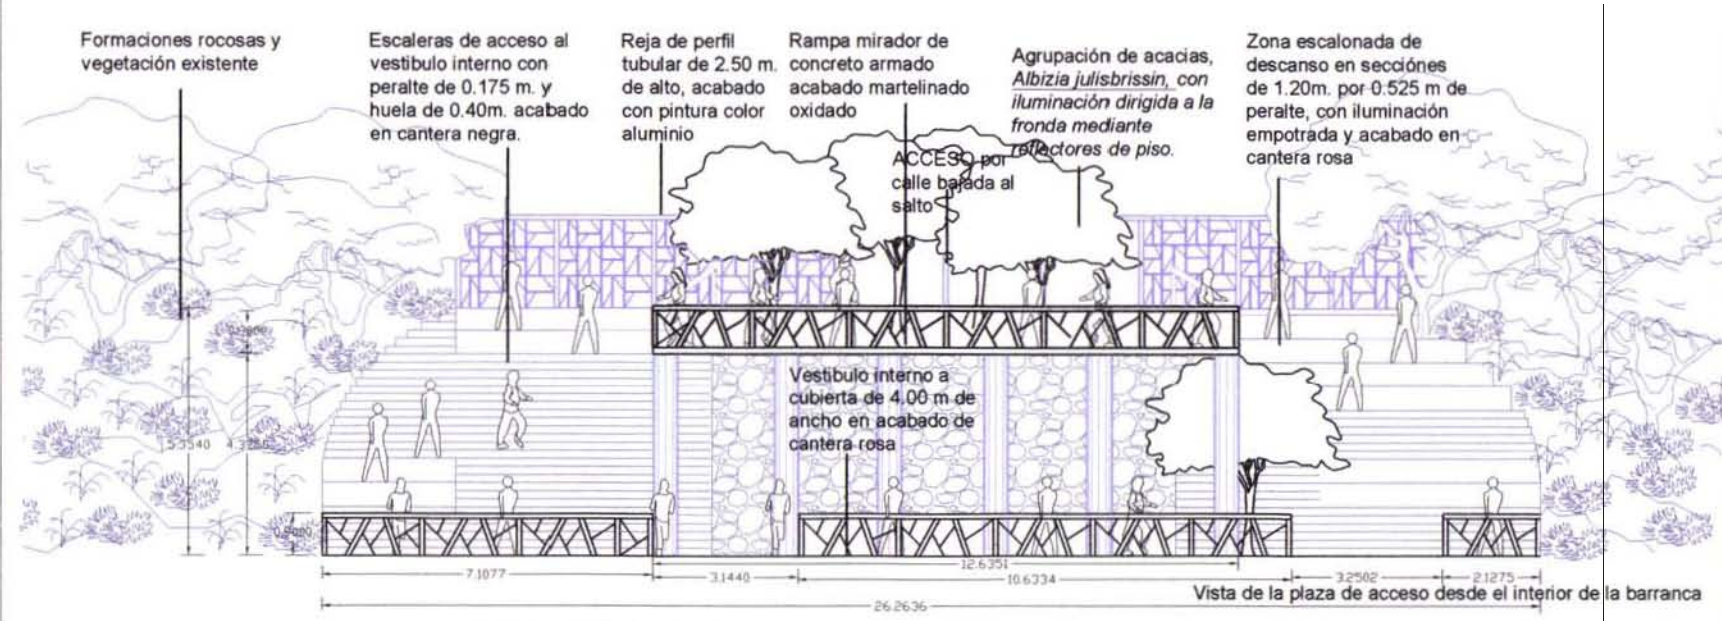 Formaciones rocosas y
vegetación existente
Escaleras de acceso al
vestibulo interno con
peralte de 0.175 m. y
huela de 0.40m. acabado
en cantera negra.
Reja de perfil
tubular de 2.50 m.
de alto, acabado
con pintura color
aluminio
Rampa mirador de
concreto armado
acabado martelinado
oxidado
Agrupación de acacias,
Albizia julisbrissin, con
iluminación dirigida a la
fronda mediante
reflectores de piso.
Zona escalonada de
descanso en secciónes
de 1.20m. por 0.525 m de
peralte, con iluminación
empotrada y acabado en
cantera rosa
ACCESO por
calle bajada al
salto
Vestibulo interno a
cubierta de 4.00 m de
ancho en acabado de
cantera rosa
5.3540
7.1077
3.1440
12.6351
10.6334
3.2502
2.1275
26.2636
Vista de la plaza de acceso desde el interior de la barranca